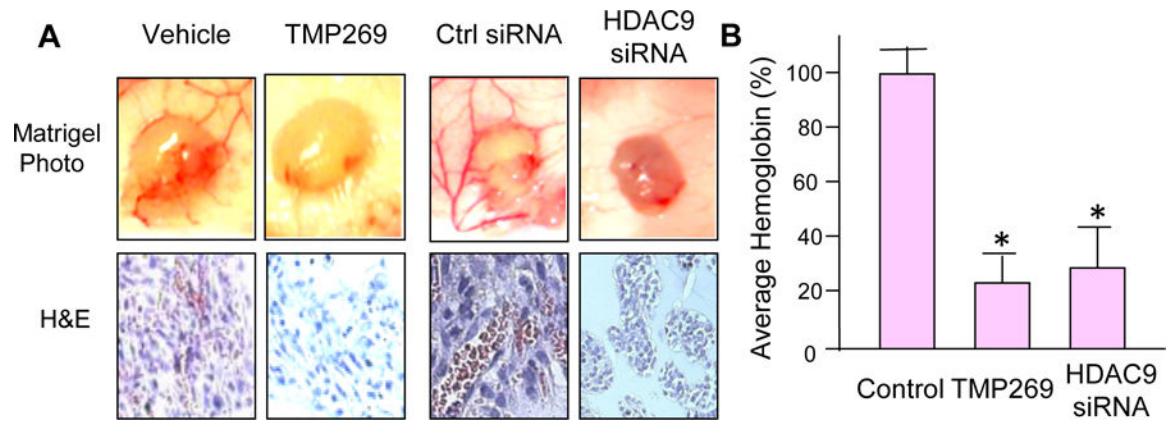 A
Vehicle
TMP269
Ctrl siRNA
HDAC9
siRNA
Matrigel
Photo
H&E
B
Average Hemoglobin (%)
100
80
60
40
20
0
Control
TMP269
HDAC9
siRNA
*
*